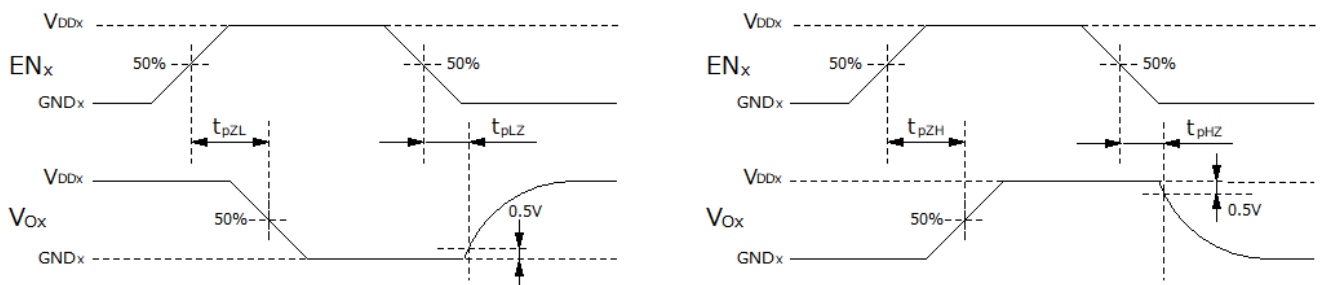 VDDx
ENx
50%
50%
GNDx
tpZL
tpLZ
VDDx
VOx
50%
0.5V
GNDx
VDDx
ENx
50%
50%
GNDx
tpZH
tpHZ
VDDx
VOx
50%
0.5V
GNDx